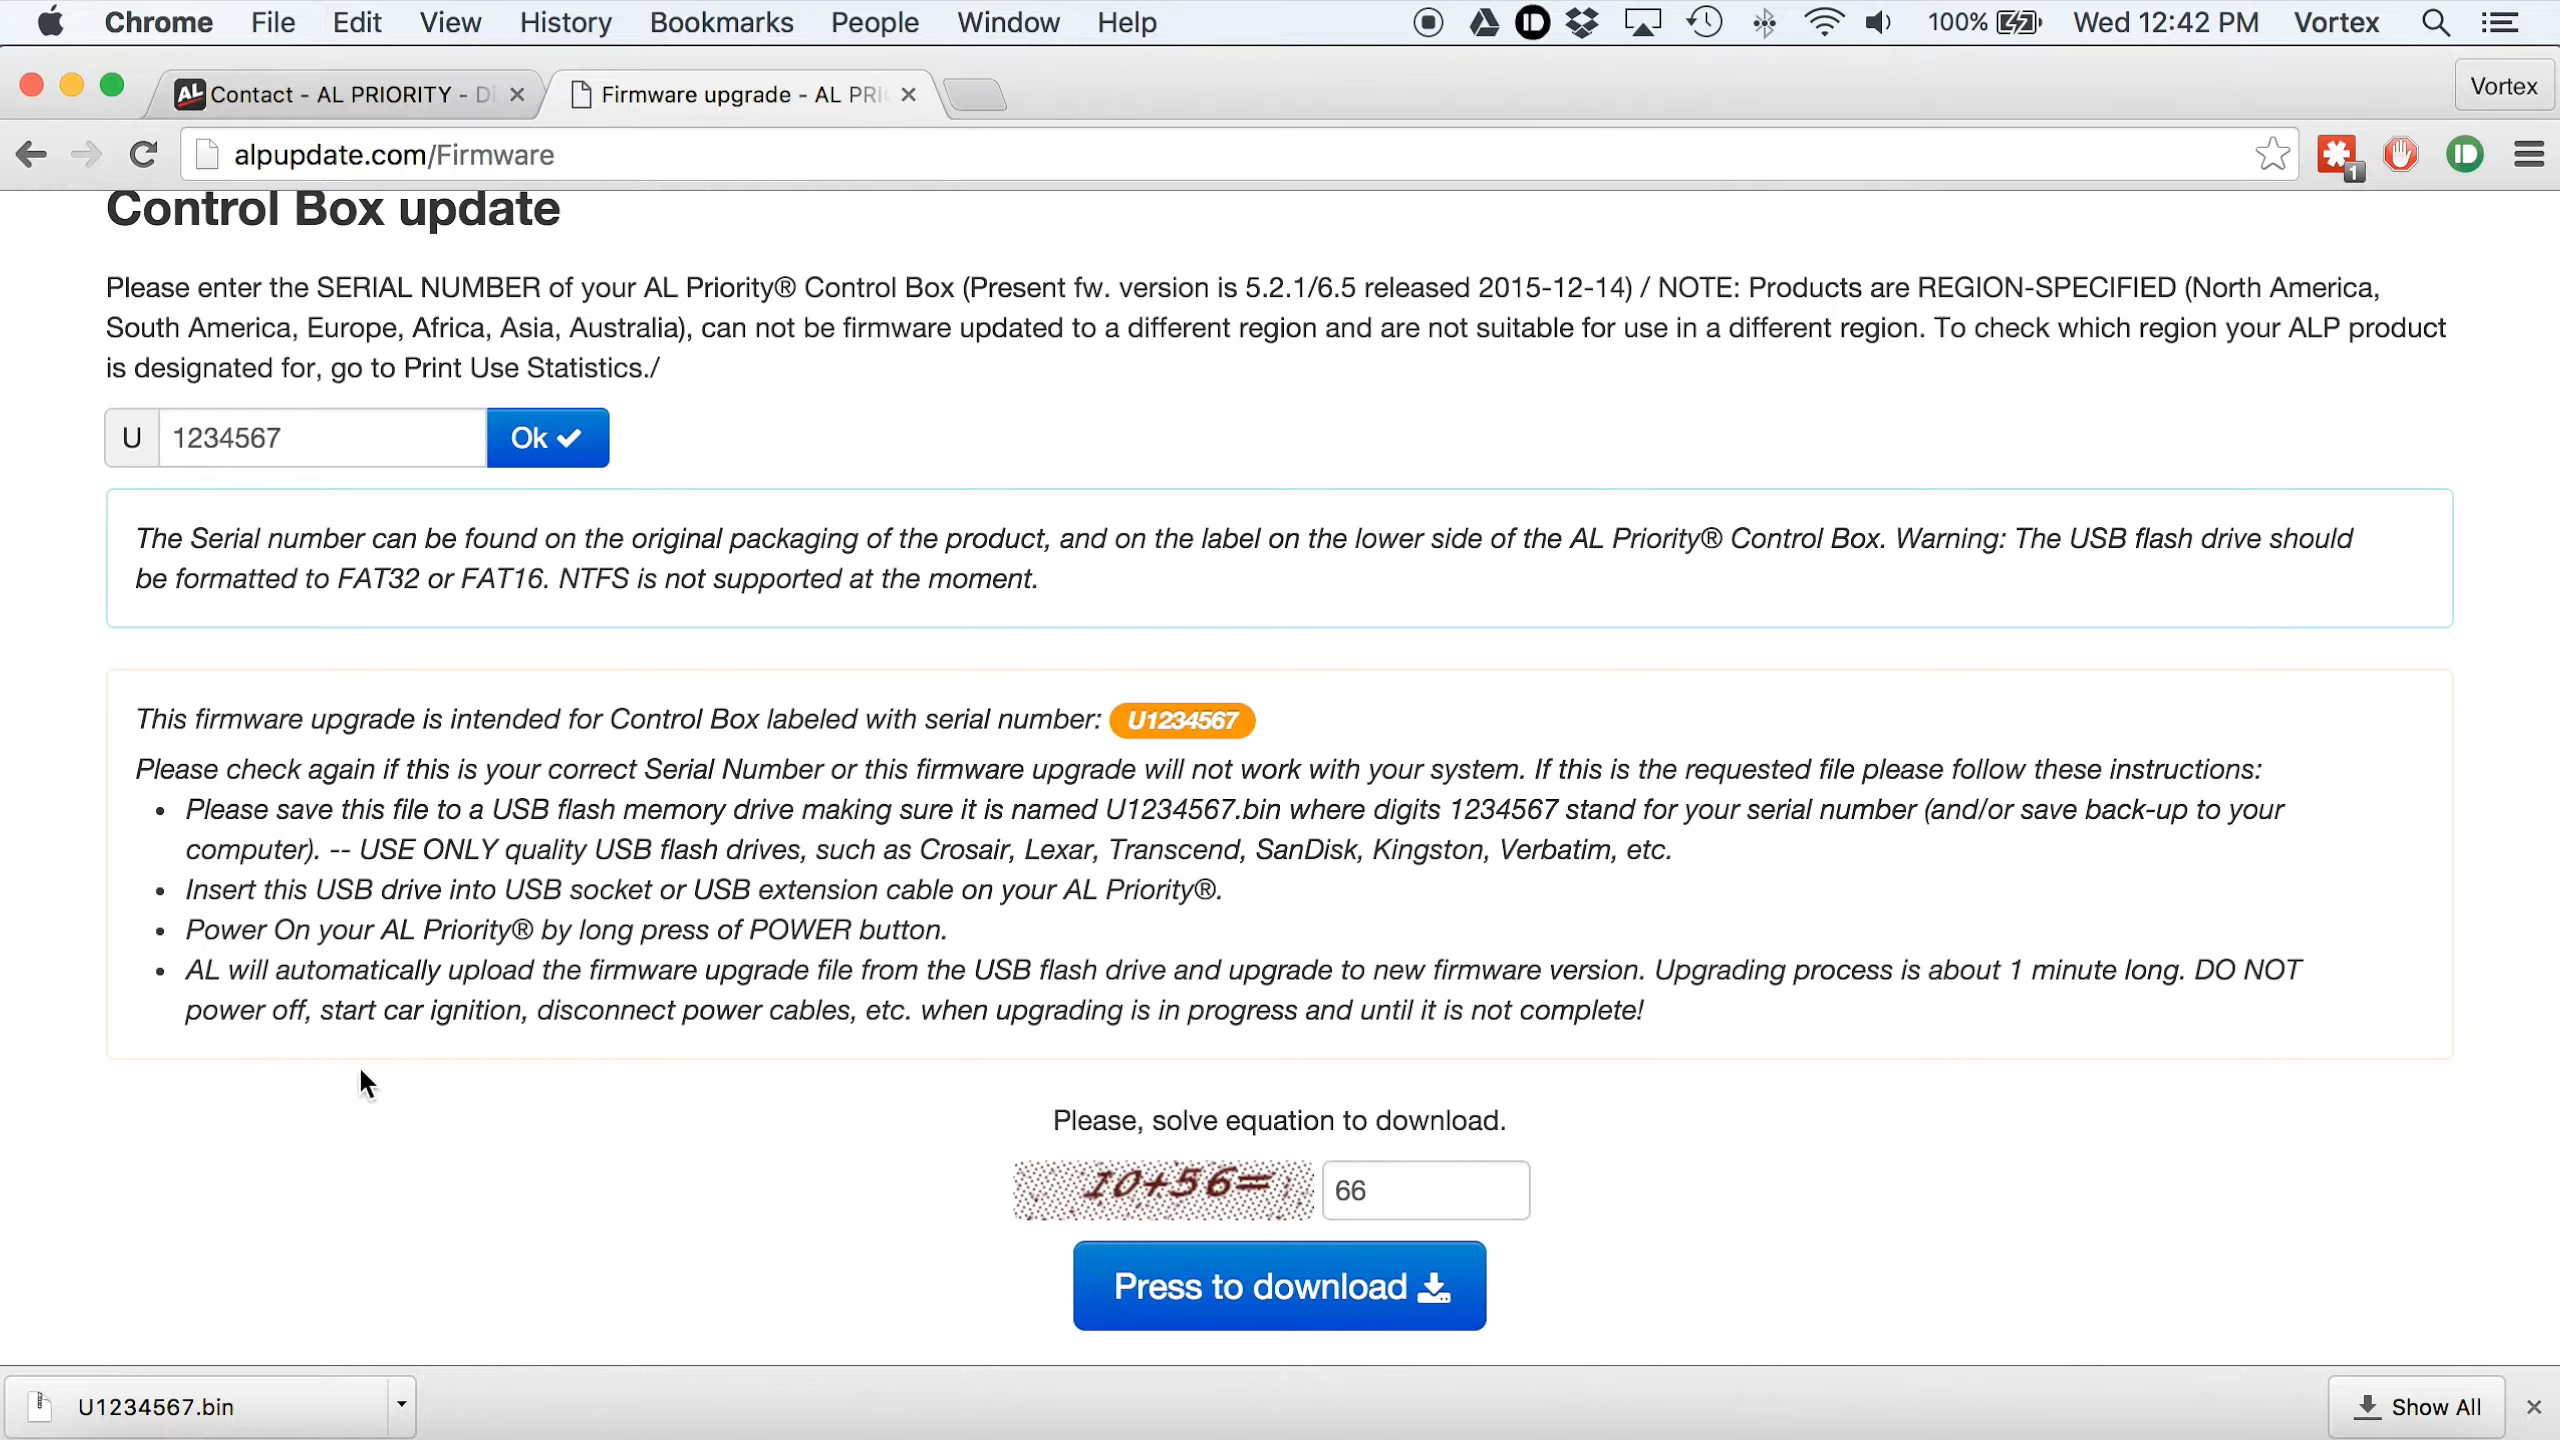 Chrome File Edit View History Bookmarks People Window Help 100% Wed 12:42 PM Vortex
AL Contact - AL PRIORITY - Di Firmware upgrade - AL PRI Vortex
alpupdate.com/Firmware 1
Control Box update
Please enter the SERIAL NUMBER of your AL Priority® Control Box (Present fw. version is 5.2.1/6.5 released 2015-12-14) / NOTE: Products are REGION-SPECIFIED (North America,
South America, Europe, Africa, Asia, Australia), can not be firmware updated to a different region and are not suitable for use in a different region. To check which region your ALP product
is designated for, go to Print Use Statistics./
U 1234567 Ok
The Serial number can be found on the original packaging of the product, and on the label on the lower side of the AL Priority® Control Box. Warning: The USB flash drive should
be formatted to FAT32 or FAT16. NTFS is not supported at the moment.
This firmware upgrade is intended for Control Box labeled with serial number: U1234567
Please check again if this is your correct Serial Number or this firmware upgrade will not work with your system. If this is the requested file please follow these instructions:
• Please save this file to a USB flash memory drive making sure it is named U1234567.bin where digits 1234567 stand for your serial number (and/or save back-up to your
computer). -- USE ONLY quality USB flash drives, such as Crosair, Lexar, Transcend, SanDisk, Kingston, Verbatim, etc.
• Insert this USB drive into USB socket or USB extension cable on your AL Priority®.
• Power On your AL Priority® by long press of POWER button.
• AL will automatically upload the firmware upgrade file from the USB flash drive and upgrade to new firmware version. Upgrading process is about 1 minute long. DO NOT
power off, start car ignition, disconnect power cables, etc. when upgrading is in progress and until it is not complete!
Please, solve equation to download.
10+56= 66
Press to download
U1234567.bin Show All